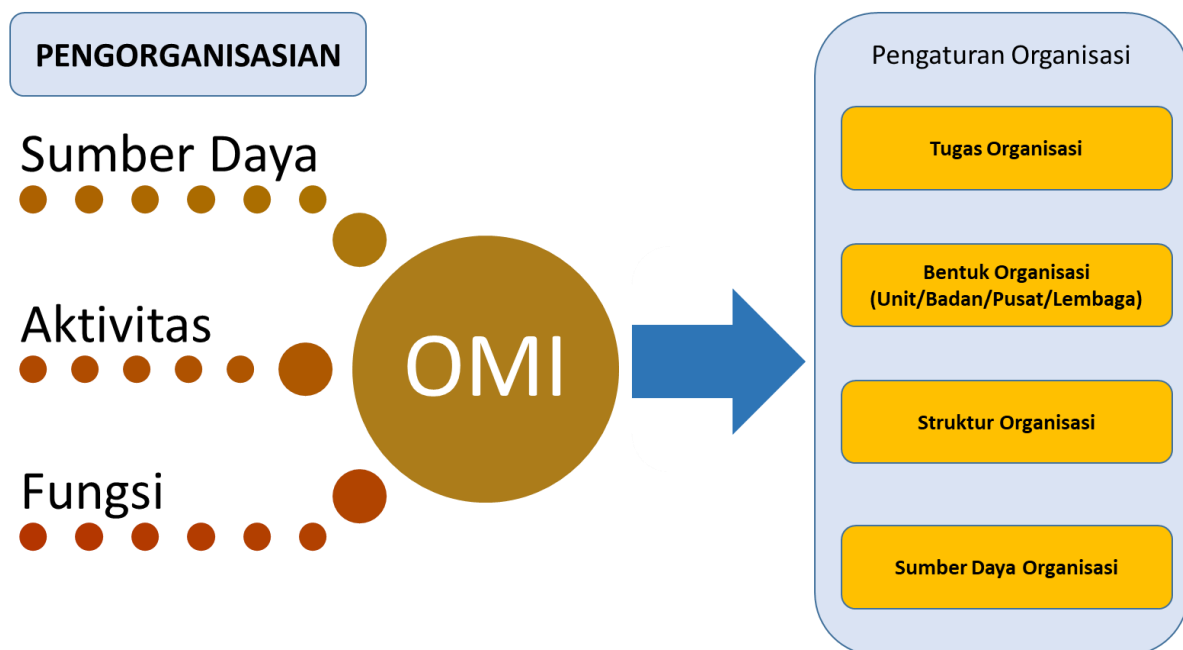 PENGORGANISASIAN
Sumber Daya
Aktivitas
Fungsi
OMI
Pengaturan Organisasi
Tugas Organisasi
Bentuk Organisasi
(Unit/Badan/Pusat/Lembaga)
Struktur Organisasi
Sumber Daya Organisasi